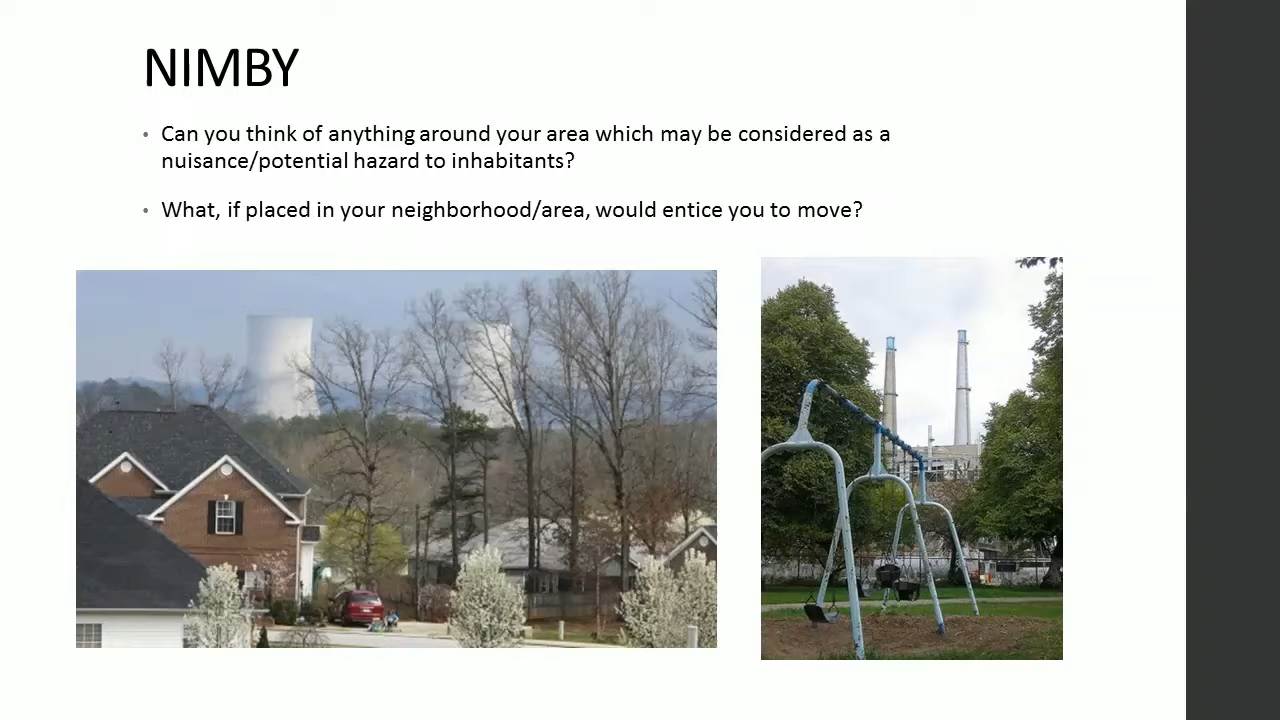 NIMBY
• Can you think of anything around your area which may be considered as a
nuisance/potential hazard to inhabitants?
• What, if placed in your neighborhood/area, would entice you to move?